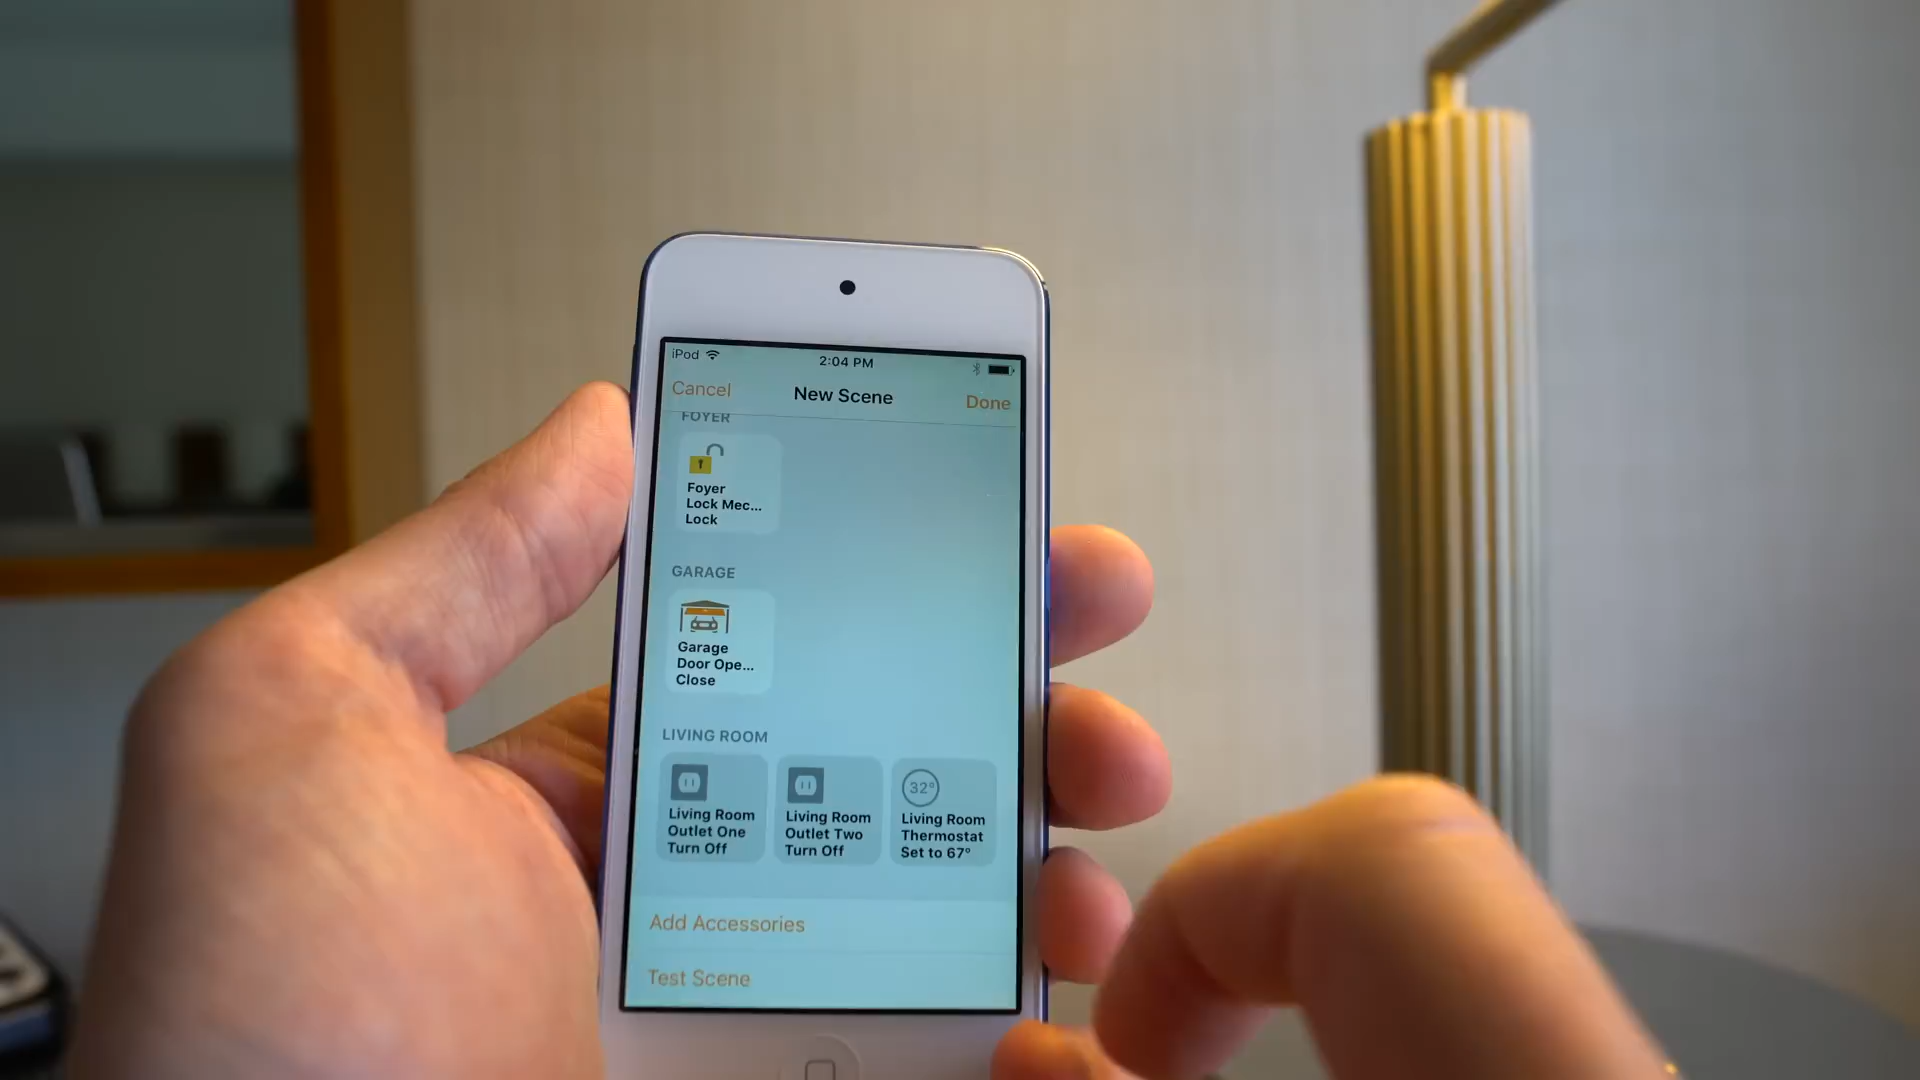 iPod
2:04 PM
Cancel
New Scene
Done
FOYER
Foyer
Lock Mec...
Lock
GARAGE
Garage
Door Ope...
Close
LIVING ROOM
Living Room
Outlet One
Turn Off
Living Room
Outlet Two
Turn Off
32°
Living Room
Thermostat
Set to 67°
Add Accessories
Test Scene